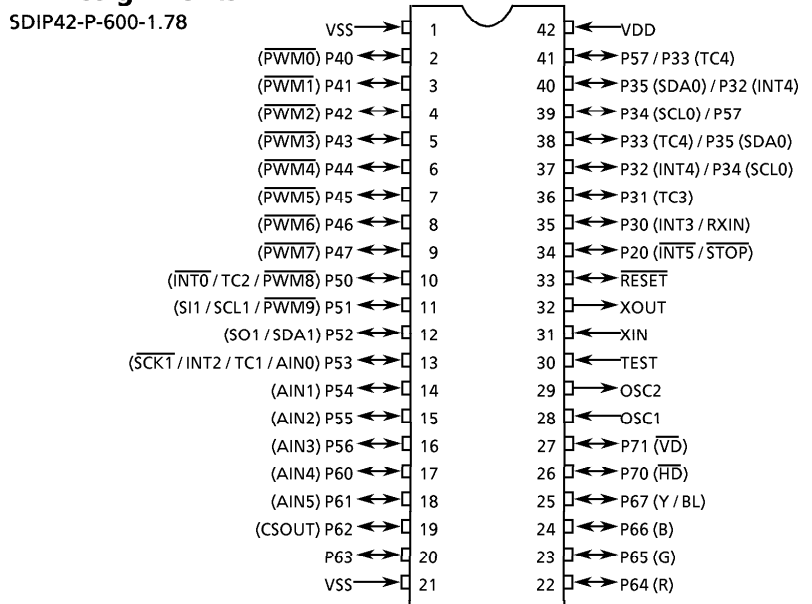 SDIP42-P-600-1.78
VSS 1 42 VDD
(PWM0) P40 2 41 P57 / P33 (TC4)
(PWM1) P41 3 40 P35 (SDA0) / P32 (INT4)
(PWM2) P42 4 39 P34 (SCL0) / P57
(PWM3) P43 5 38 P33 (TC4) / P35 (SDA0)
(PWM4) P44 6 37 P32 (INT4) / P34 (SCL0)
(PWM5) P45 7 36 P31 (TC3)
(PWM6) P46 8 35 P30 (INT3 / RXIN)
(PWM7) P47 9 34 P20 (INT5 / STOP)
(INT0 / TC2 / PWM8) P50 10 33 RESET
(SI1 / SCL1 / PWM9) P51 11 32 XOUT
(SO1 / SDA1) P52 12 31 XIN
(SCK1 / INT2 / TC1 / AIN0) P53 13 30 TEST
(AIN1) P54 14 29 OSC2
(AIN2) P55 15 28 OSC1
(AIN3) P56 16 27 P71 (VD)
(AIN4) P60 17 26 P70 (HD)
(AIN5) P61 18 25 P67 (Y / BL)
(CSOUT) P62 19 24 P66 (B)
P63 20 23 P65 (G)
VSS 21 22 P64 (R)